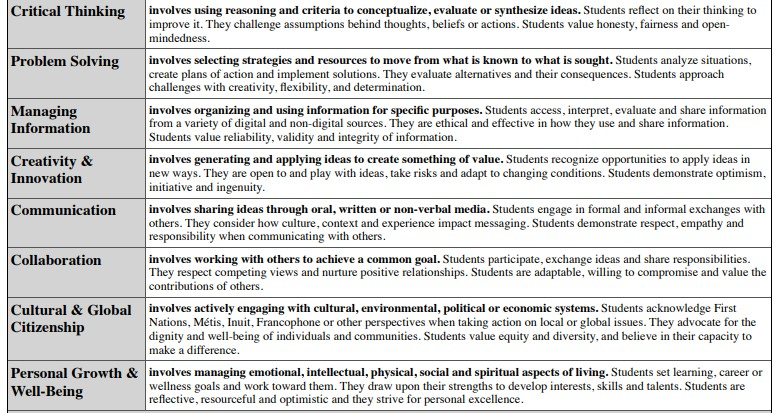 Critical Thinking
involves using reasoning and criteria to conceptualize, evaluate or synthesize ideas. Students reflect on their thinking to
improve it. They challenge assumptions behind thoughts, beliefs or actions. Students value honesty, fairness and open-
mindedness.
Problem Solving
involves selecting strategies and resources to move from what is known to what is sought. Students analyze situations,
create plans of action and implement solutions. They evaluate alternatives and their consequences. Students approach
challenges with creativity, flexibility, and determination.
Managing
Information
involves organizing and using information for specific purposes. Students access, interpret, evaluate and share information
from a variety of digital and non-digital sources. They are ethical and effective in how they use and share information.
Students value reliability, validity and integrity of information.
Creativity &
Innovation
involves generating and applying ideas to create something of value. Students recognize opportunities to apply ideas in
new ways. They are open to and play with ideas, take risks and adapt to changing conditions. Students demonstrate optimism,
initiative and ingenuity.
Communication
involves sharing ideas through oral, written or non-verbal media. Students engage in formal and informal exchanges with
others. They consider how culture, context and experience impact messaging. Students demonstrate respect, empathy and
responsibility when communicating with others.
Collaboration
involves working with others to achieve a common goal. Students participate, exchange ideas and share responsibilities.
They respect competing views and nurture positive relationships. Students are adaptable, willing to compromise and value the
contributions of others.
Cultural & Global
Citizenship
involves actively engaging with cultural, environmental, political or economic systems. Students acknowledge First
Nations, Métis, Inuit, Francophone or other perspectives when taking action on local or global issues. They advocate for the
dignity and well-being of individuals and communities. Students value equity and diversity, and believe in their capacity to
make a difference.
Personal Growth &
Well-Being
involves managing emotional, intellectual, physical, social and spiritual aspects of living. Students set learning, career or
wellness goals and work toward them. They draw upon their strengths to develop interests, skills and talents. Students are
reflective, resourceful and optimistic and they strive for personal excellence.